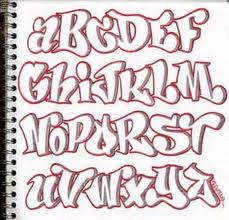 aBCDEF
GhiJKLM
NOPQRST
uVWxyz